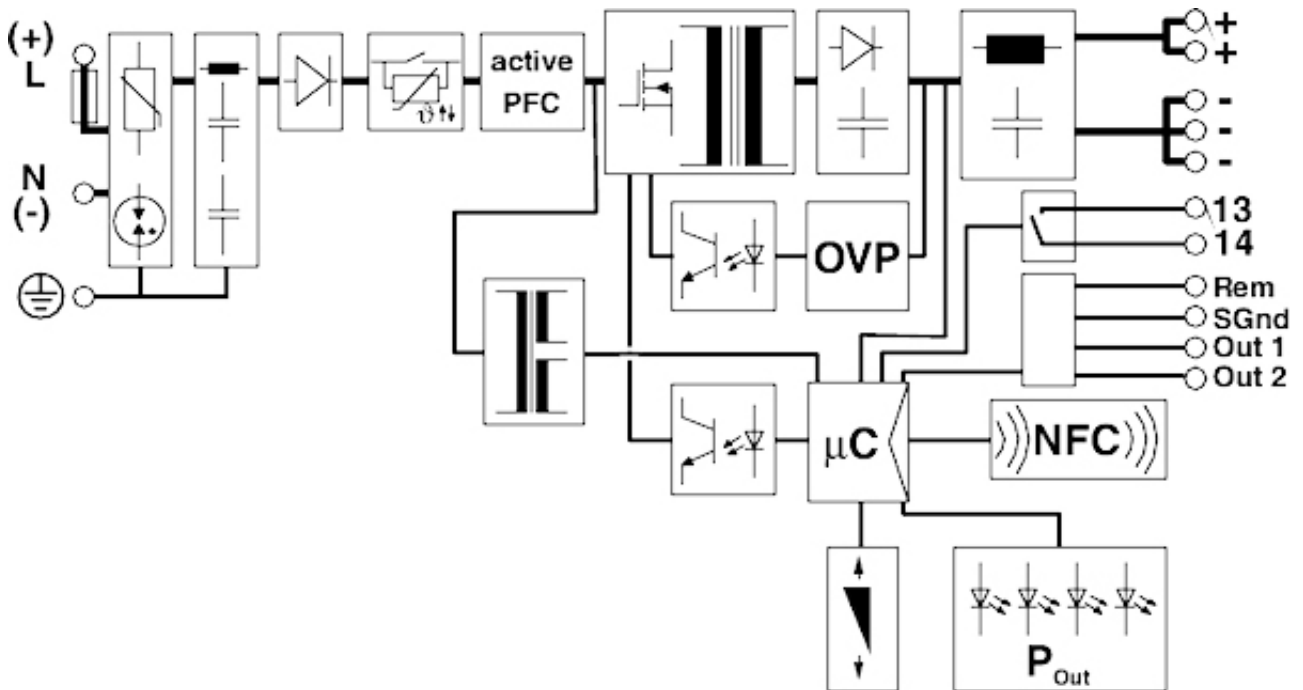 (+)
L
N
(-)
active
PFC
ϑ
+
+
-
-
-
OVP
13
14
Rem
SGnd
Out 1
Out 2
µC
NFC
P Out